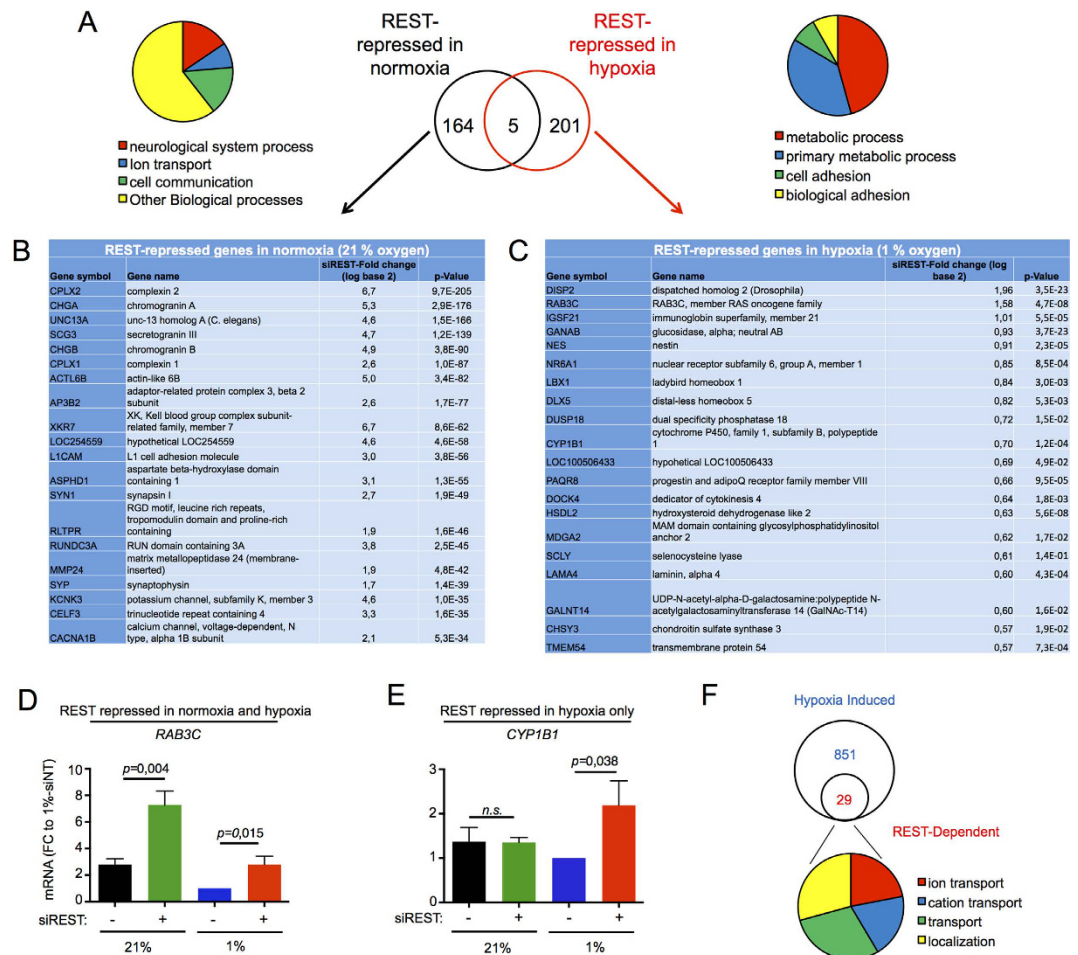 A
REST-
repressed in
normoxia
REST-
repressed in
hypoxia
164
5
201
neurological system process
Ion transport
cell communication
Other Biological processes
metabolic process
primary metabolic process
cell adhesion
biological adhesion
B
REST-repressed genes in normoxia (21 % oxygen)
Gene symbol Gene name siREST-Fold change (log base 2) p-Value
CPLX2 complexin 2 6,7 9,7E-205
CHGA chromogranin A 5,3 2,9E-176
UNC13A unc-13 homolog A (C. elegans) 4,6 1,5E-166
SCG3 secretogranin III 4,7 1,2E-139
CHGB chromogranin B 4,9 3,8E-90
CPLX1 complexin 1 2,6 1,0E-87
ACTL6B actin-like 6B 5,0 3,4E-82
AP3B2 adaptor-related protein complex 3, beta 2 subunit 2,6 1,7E-77
XKR7 XK, Kell blood group complex subunit-related family, member 7 6,7 8,6E-62
LOC254559 hypothetical LOC254559 4,6 4,6E-58
L1CAM L1 cell adhesion molecule 3,0 3,8E-56
ASPHD1 aspartate beta-hydroxylase domain containing 1 3,1 1,3E-55
SYN1 synapsin I 2,7 1,9E-49
RLTPR RGD motif, leucine rich repeats, tropomodulin domain and proline-rich containing 1,9 1,6E-46
RUNDC3A RUN domain containing 3A 3,8 2,5E-45
MMP24 matrix metallopeptidase 24 (membrane-inserted) 1,9 4,8E-42
SYP synaptophysin 1,7 1,4E-39
KCNK3 potassium channel, subfamily K, member 3 4,6 1,0E-35
CELF3 trinucleotide repeat containing 4 3,3 1,6E-35
CACNA1B calcium channel, voltage-dependent, N type, alpha 1B subunit 2,1 5,3E-34
C
REST-repressed genes in hypoxia (1 % oxygen)
Gene symbol Gene name siREST-Fold change (log base 2) p-Value
DISP2 dispatched homolog 2 (Drosophila) 1,96 3,5E-23
RAB3C RAB3C, member RAS oncogene family 1,58 4,7E-08
IGSF21 immunoglobin superfamily, member 21 1,01 5,5E-05
GANAB glucosidase, alpha; neutral AB 0,93 3,7E-23
NES nestin 0,91 2,3E-05
NR6A1 nuclear receptor subfamily 6, group A, member 1 0,85 8,5E-04
LBX1 ladybird homeobox 1 0,84 3,0E-03
DLX5 distal-less homeobox 5 0,82 5,3E-03
DUSP18 dual specificity phosphatase 18 0,72 1,5E-02
CYP1B1 cytochrome P450, family 1, subfamily B, polypeptide 1 0,70 1,2E-04
LOC100506433 hypohetical LOC100506433 0,69 4,9E-02
PAQR8 progestin and adipoQ receptor family member VIII 0,66 9,5E-05
DOCK4 dedicator of cytokinesis 4 0,64 1,8E-03
HSDL2 hydroxysteroid dehydrogenase like 2 0,63 5,6E-08
MDGA2 MAM domain containing glycosylphosphatidylinositol anchor 2 0,62 1,7E-02
SCLY selenocysteine lyase 0,61 1,4E-01
LAMA4 laminin, alpha 4 0,60 4,3E-04
GALNT14 UDP-N-acetyl-alpha-D-galactosamine:polypeptide N-acetylgalactosaminyltransferase 14 (GalNAc-T14) 0,60 1,6E-02
CHSY3 chondroitin sulfate synthase 3 0,57 1,9E-02
TMEM54 transmembrane protein 54 0,57 7,3E-04
D
REST repressed in normoxia and hypoxia
RAB3C
mRNA (FC to 1%-siNT)
10
8
6
4
2
0
p=0,004
p=0,015
siREST: - + - +
21% 1%
E
REST repressed in hypoxia only
CYP1B1
3
2
1
0
n.s.
p=0,038
siREST: - + - +
21% 1%
F
Hypoxia Induced
851
29
REST-Dependent
ion transport
cation transport
transport
localization